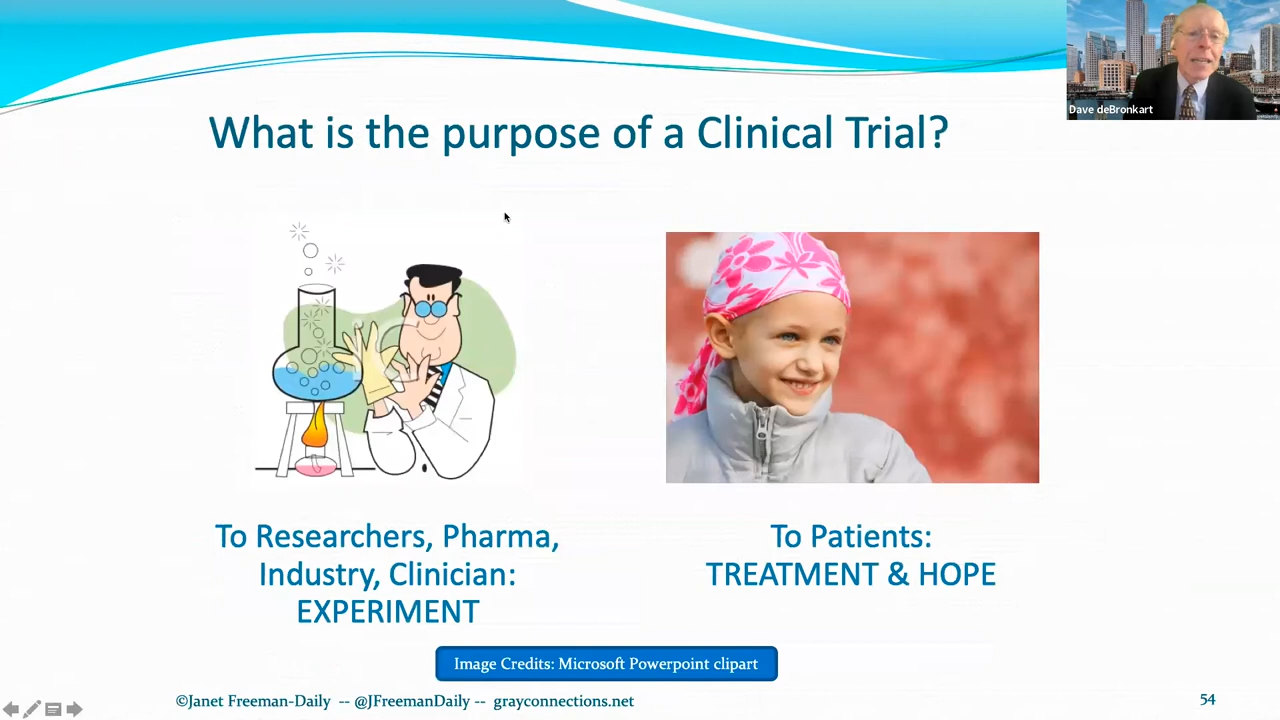 Dave deBronkart
What is the purpose of a Clinical Trial?
To Researchers, Pharma,
Industry, Clinician:
EXPERIMENT
To Patients:
TREATMENT & HOPE
Image Credits: Microsoft Powerpoint clipart
©Janet Freeman-Daily -- @JFreemanDaily -- grayconnections.net
54